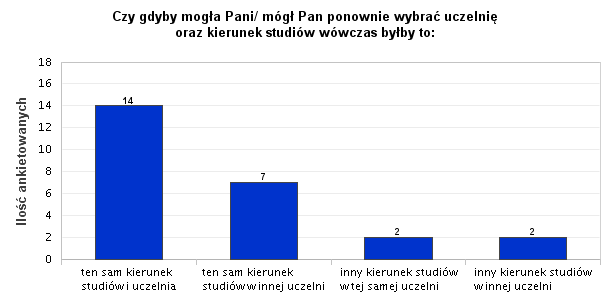 Czy gdyby mogła Pani/ mógł Pan ponownie wybrać uczelnię
oraz kierunek studiów wówczas byłby to:
Ilość ankietowanych
18
16
14
12
10
8
6
4
2
0
14
7
2
2
ten sam kierunek
studiów i uczelnia
ten sam kierunek
studiów w innej uczelni
inny kierunek studiów
w tej samej uczelni
inny kierunek studiów
w innej uczelni